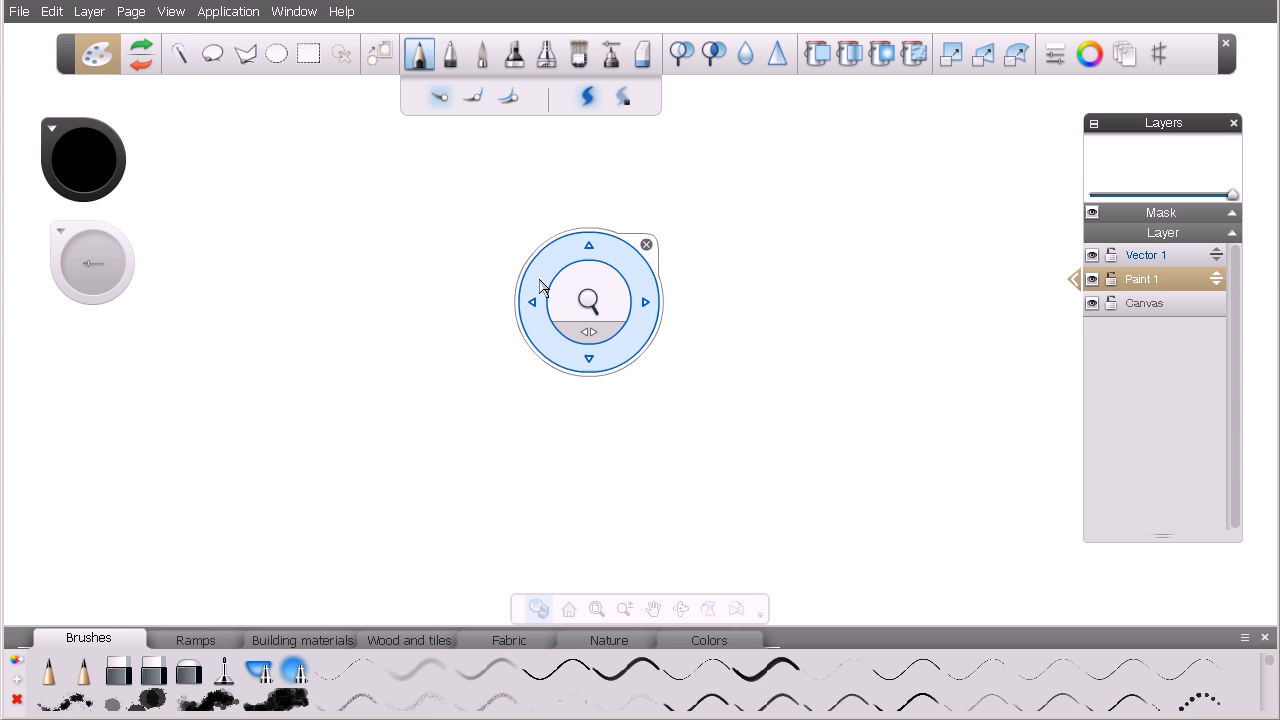 File Edit Layer Page View Application Window Help
Layers
Mask
Layer
Vector 1
Paint 1
Canvas
Brushes Ramps Building materials Wood and tiles Fabric Nature Colors